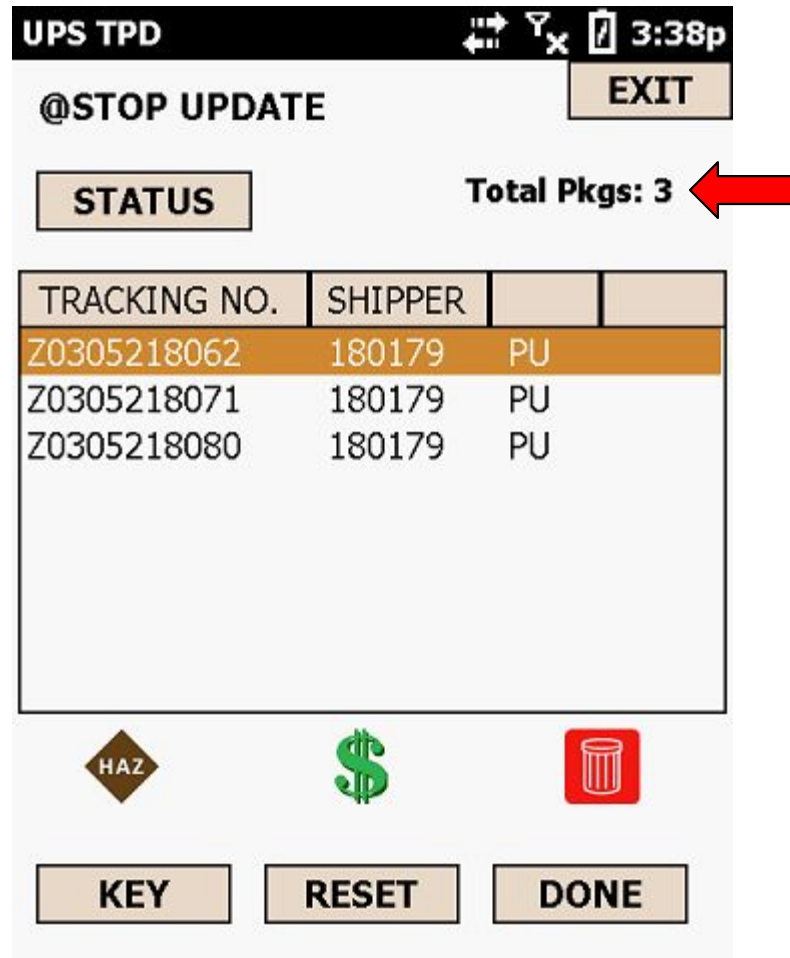 UPS TPD 3:38p
EXIT
@STOP UPDATE
STATUS Total Pkgs: 3
TRACKING NO. SHIPPER
Z0305218062 180179 PU
Z0305218071 180179 PU
Z0305218080 180179 PU
HAZ $
KEY RESET DONE